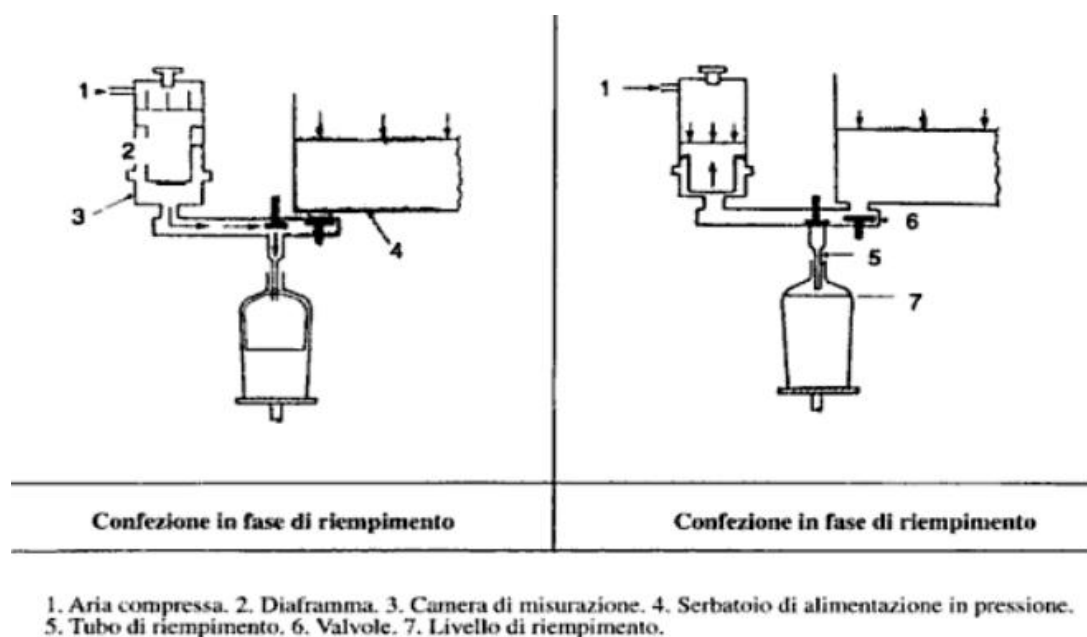 1
2
3
4
1
6
5
7
Confezione in fase di riempimento
Confezione in fase di riempimento
1. Aria compressa. 2. Diaframma. 3. Camera di misurazione. 4. Serbatoio di alimentazione in pressione.
5. Tubo di riempimento. 6. Valvole. 7. Livello di riempimento.